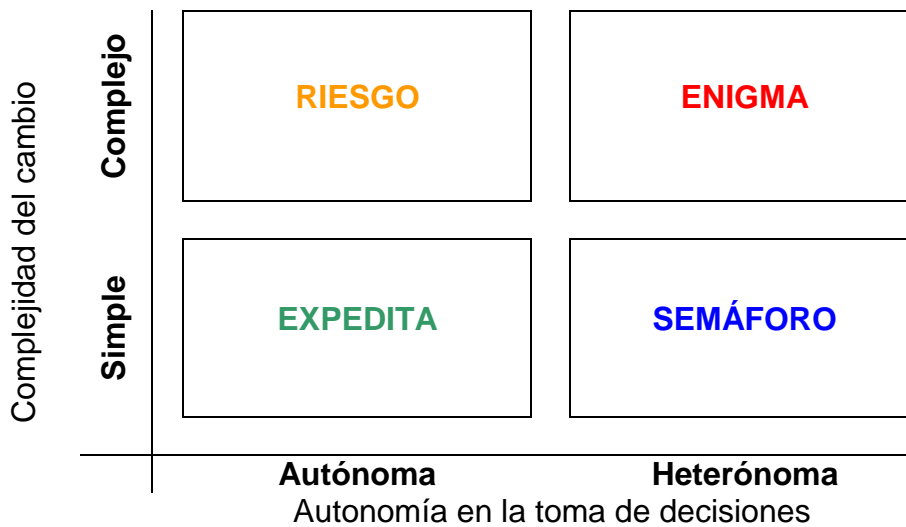 Complejidad del cambio
Complejo
RIESGO
ENIGMA
Simple
EXPEDITA
SEMÁFORO
Autónoma
Heterónoma
Autonomía en la toma de decisiones